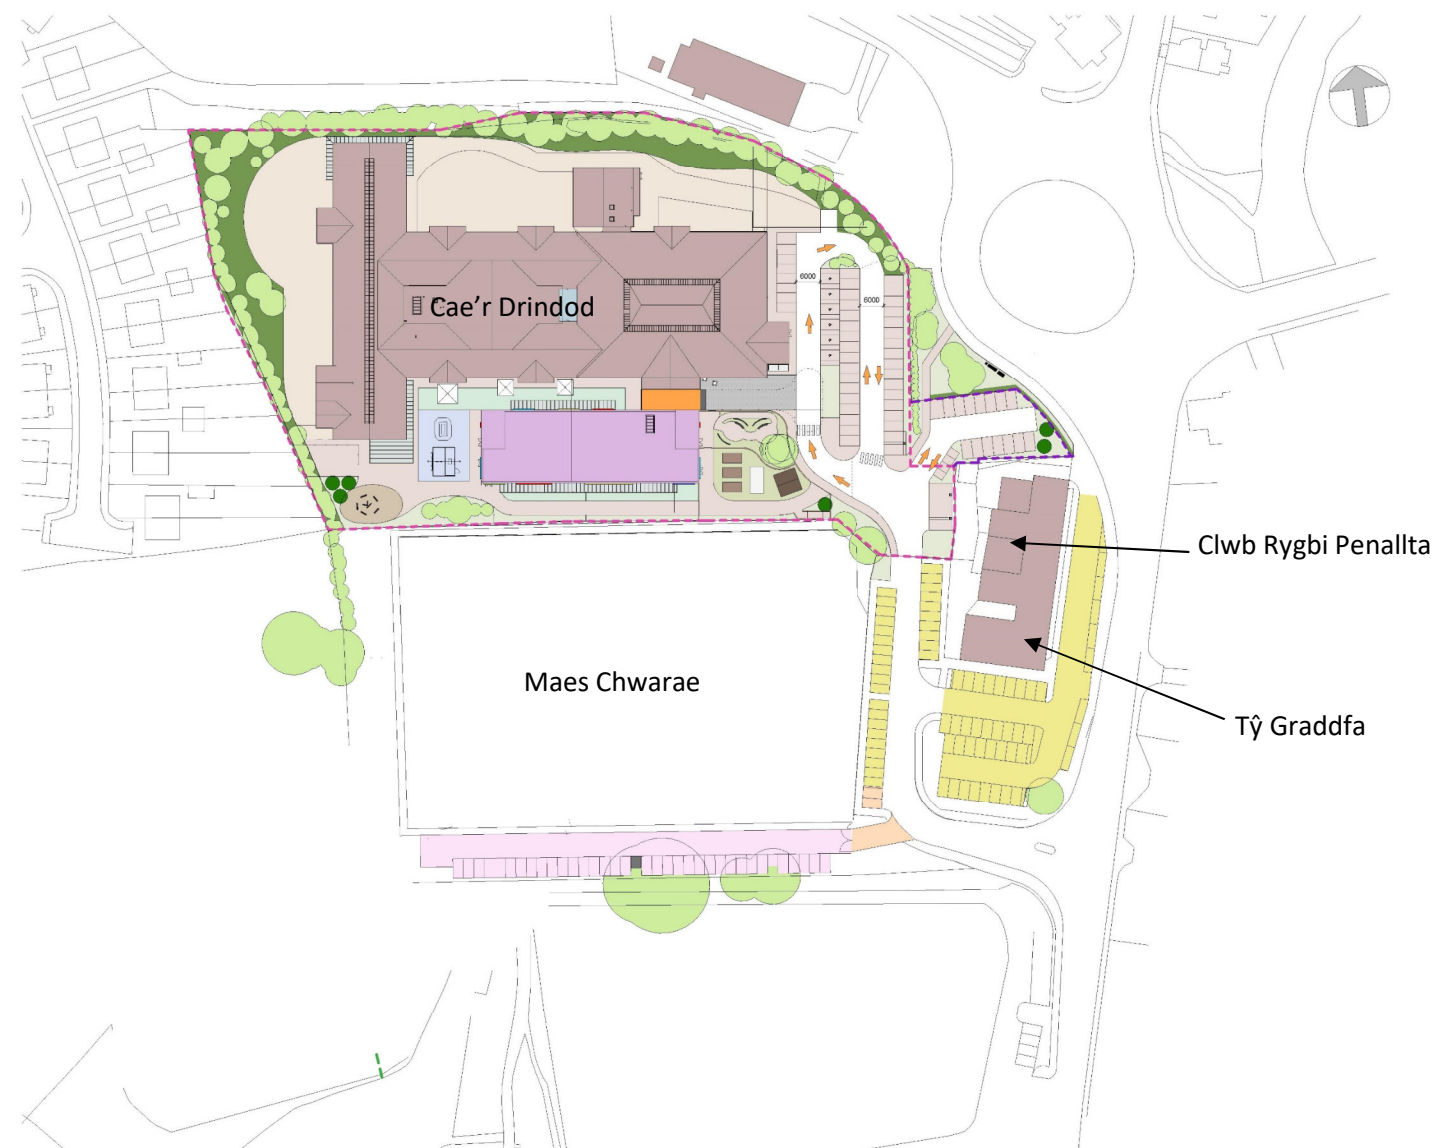 6000
6000
Cae’r Drindod
Clwb Rygbi Penallta
Maes Chwarae
Tŷ Graddfa